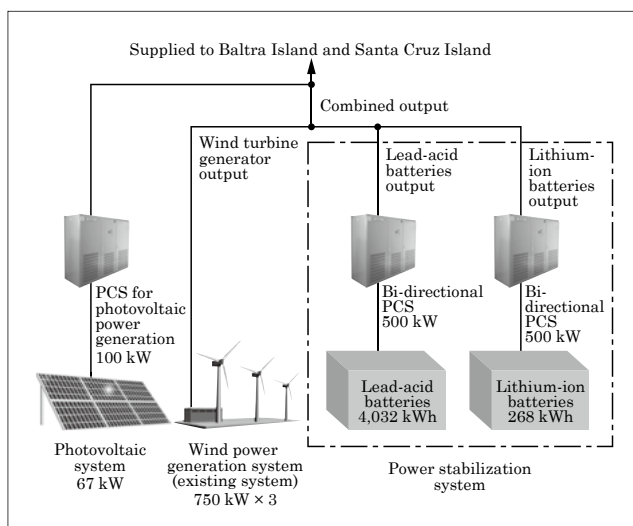 Supplied to Baltra Island and Santa Cruz Island
Combined output
Wind turbine
generator
output
Lead-acid
batteries
output
Lithium-
ion
batteries
output
PCS for
photovoltaic
power
generation
100 kW
Bi-directional
PCS
500 kW
Bi-
directional
PCS
500 kW
Lead-acid
batteries
4,032 kWh
Lithium-ion
batteries
268 kWh
Photovoltaic
system
67 kW
Wind power
generation system
(existing system)
750 kW × 3
Power stabilization
system